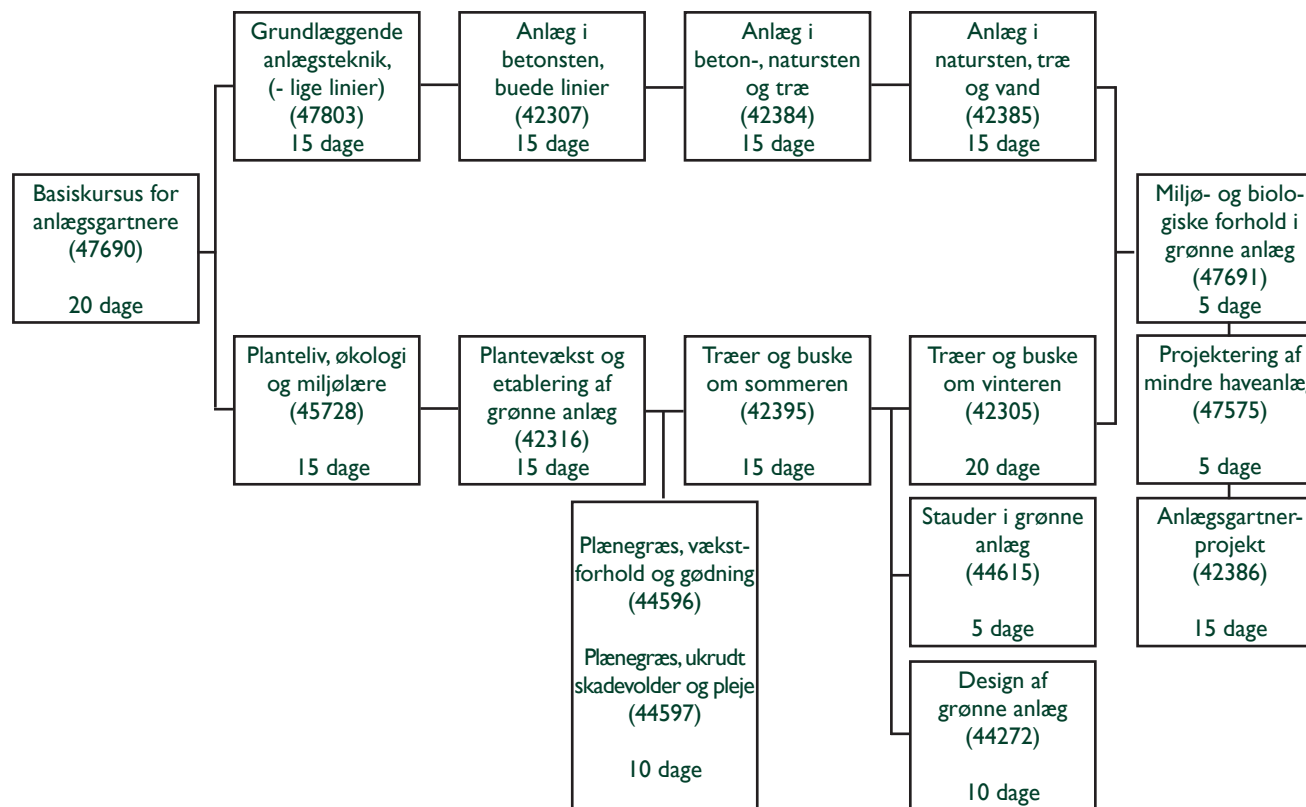 Grundlæggende
anlægsteknik,
(- lige linier)
(47803)
15 dage
Anlæg i
betonsten,
buede linier
(42307)
15 dage
Anlæg i
beton-, natursten
og træ
(42384)
15 dage
Anlæg i
natursten, træ
og vand
(42385)
15 dage
Basiskursus for
anlægsgartnere
(47690)
20 dage
Miljø- og biolo-
giske forhold i
grønne anlæg
(47691)
5 dage
Planteliv, økologi
og miljølære
(45728)
15 dage
Plantevækst og
etablering af
grønne anlæg
(42316)
15 dage
Træer og buske
om sommeren
(42395)
15 dage
Træer og buske
om vinteren
(42305)
20 dage
Projektering af
mindre haveanlæg
(47575)
5 dage
Plænegræs, vækst-
forhold og gødning
(44596)
Plænegræs, ukrudt
skadevolder og pleje
(44597)
10 dage
Stauder i grønne
anlæg
(44615)
5 dage
Anlægsgartner-
projekt
(42386)
15 dage
Design af
grønne anlæg
(44272)
10 dage